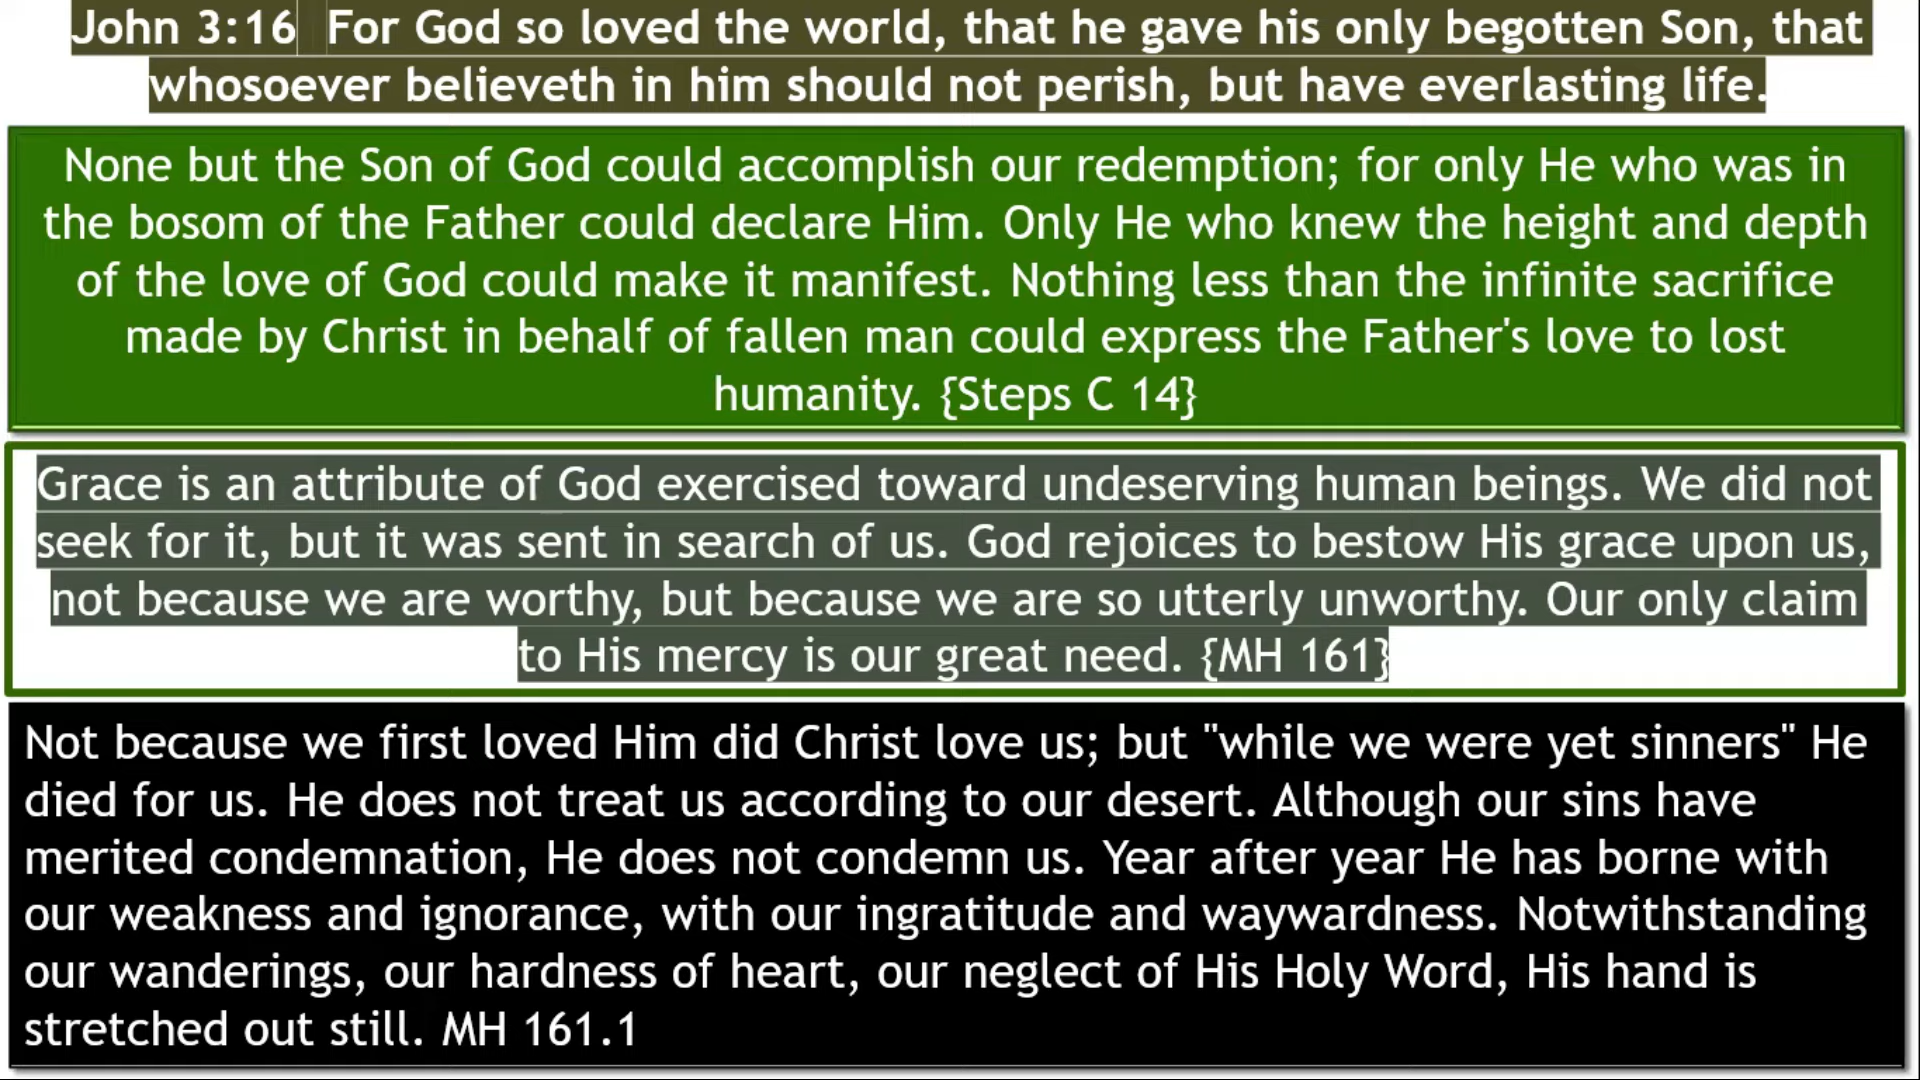 John 3:16 For God so loved the world, that he gave his only begotten Son, that
whosoever believeth in him should not perish, but have everlasting life.
None but the Son of God could accomplish our redemption; for only He who was in
the bosom of the Father could declare Him. Only He who knew the height and depth
of the love of God could make it manifest. Nothing less than the infinite sacrifice
made by Christ in behalf of fallen man could express the Father's love to lost
humanity. {Steps C 14}
Grace is an attribute of God exercised toward undeserving human beings. We did not
seek for it, but it was sent in search of us. God rejoices to bestow His grace upon us,
not because we are worthy, but because we are so utterly unworthy. Our only claim
to His mercy is our great need. {MH 161}
Not because we first loved Him did Christ love us; but "while we were yet sinners" He
died for us. He does not treat us according to our desert. Although our sins have
merited condemnation, He does not condemn us. Year after year He has borne with
our weakness and ignorance, with our ingratitude and waywardness. Notwithstanding
our wanderings, our hardness of heart, our neglect of His Holy Word, His hand is
stretched out still. MH 161.1